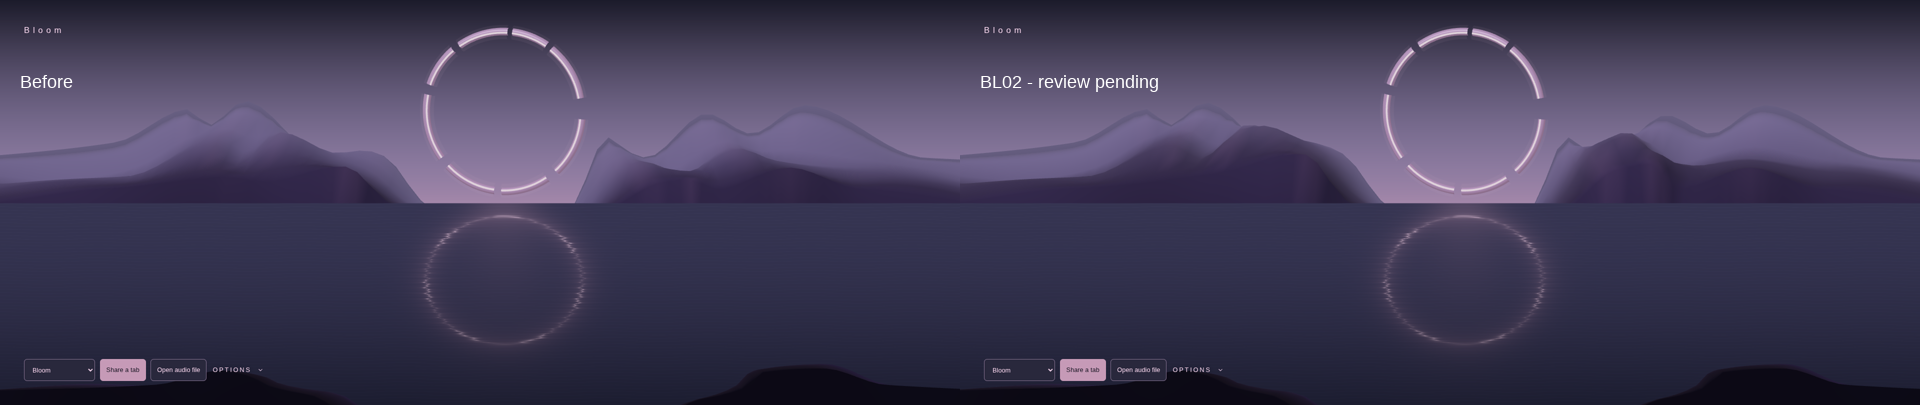 Bloom
Before
Bloom
Share a tab
Open audio file
OPTIONS
Bloom
BL02 - review pending
Bloom
Share a tab
Open audio file
OPTIONS